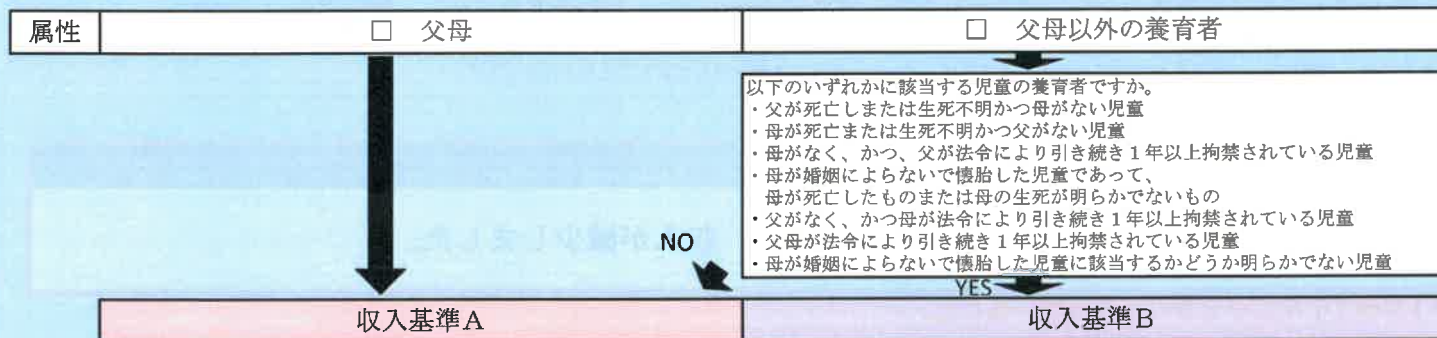 属性
□ 父母
□ 父母以外の養育者
以下のいずれかに該当する児童の養育者ですか。
・父が死亡しまたは生死不明かつ母がない児童
・母が死亡または生死不明かつ父がない児童
・母がなく、かつ、父が法令により引き続き1年以上拘禁されている児童
・母が婚姻によらないで懐胎した児童であって、
母が死亡したものまたは母の生死が明らかでないもの
・父がなく、かつ母が法令により引き続き1年以上拘禁されている児童
・父母が法令により引き続き1年以上拘禁されている児童
・母が婚姻によらないで懐胎した児童に該当するかどうか明らかでない児童
NO
YES
収入基準A
収入基準B